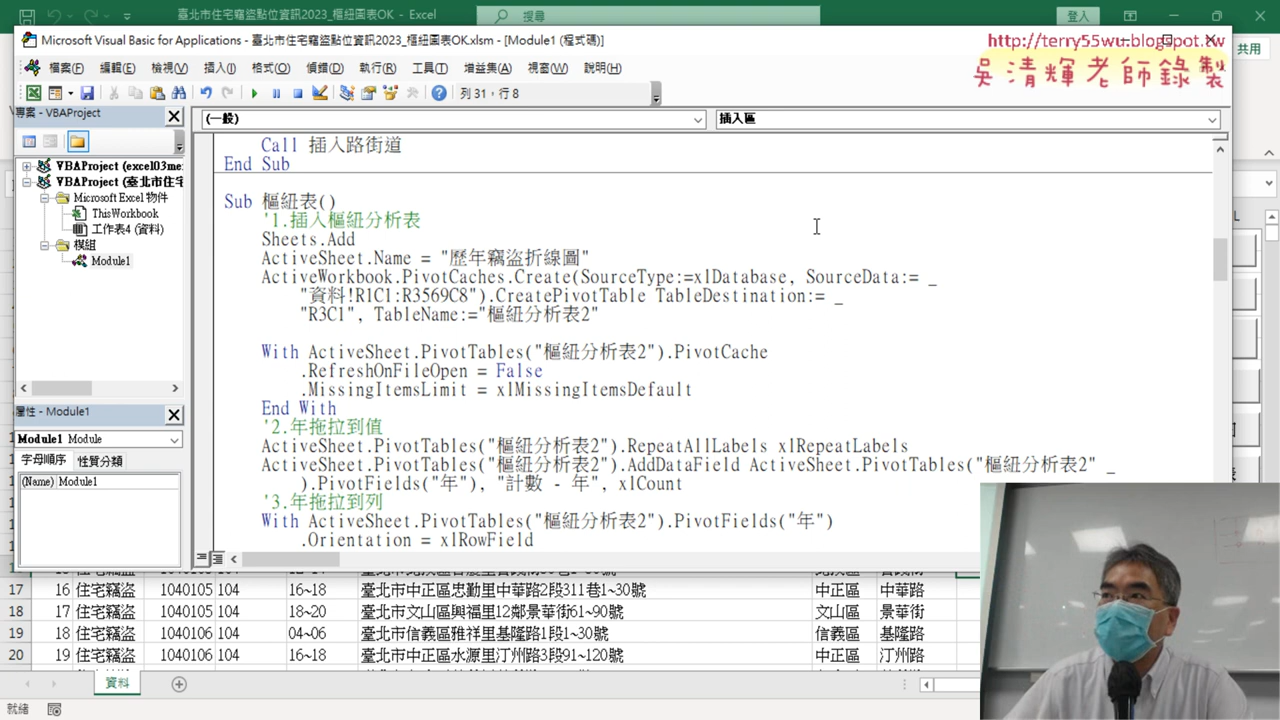 臺北市住宅竊盜點位資訊2023_樞紐圖表OK - Excel
搜尋
登入
Microsoft Visual Basic for Applications - 臺北市住宅竊盜點位資訊2023_樞紐圖表OK.xlsm - [Module1 (程式碼)]
http://terry55wu.blogspot.tw
共用
吳清輝老師錄製
檔案(F) 編輯(E) 檢視(V) 插入(I) 格式(O) 偵錯(D) 執行(R) 工具(T) 增益集(A) 視窗(W) 說明(H)
列 31，行 8
專案 - VBAProject
(一般)
插入區
VBAProject (excel03me
VBAProject (臺北市住宅
Microsoft Excel 物件
ThisWorkbook
工作表4 (資料)
模組
Module1
屬性 - Module1
Module1 Module
字母順序 性質分類
(Name) Module1
Call 插入路街道
End Sub
Sub 樞紐表()
'1.插入樞紐分析表
Sheets.Add
ActiveSheet.Name = "歷年竊盜折線圖"
ActiveWorkbook.PivotCaches.Create(SourceType:=xlDatabase, SourceData:= _
"資料!R1C1:R3569C8").CreatePivotTable TableDestination:= _
"R3C1", TableName:="樞紐分析表2"
With ActiveSheet.PivotTables("樞紐分析表2").PivotCache
.RefreshOnFileOpen = False
.MissingItemsLimit = xlMissingItemsDefault
End With
'2.年拖拉到值
ActiveSheet.PivotTables("樞紐分析表2").RepeatAllLabels xlRepeatLabels
ActiveSheet.PivotTables("樞紐分析表2").AddDataField ActiveSheet.PivotTables("樞紐分析表2" _
).PivotFields("年"), "計數 - 年", xlCount
'3.年拖拉到列
With ActiveSheet.PivotTables("樞紐分析表2").PivotFields("年")
.Orientation = xlRowField
L
17 16 住宅竊盜 1040105 104 16~18 臺北市中正區忠勤里中華路2段311巷1~30號 中正區 中華路
18 17 住宅竊盜 1040105 104 18~20 臺北市文山區興福里12鄰景華街61~90號 文山區 景華街
19 18 住宅竊盜 1040106 104 04~06 臺北市信義區雅祥里基隆路1段1~30號 信義區 基隆路
20 19 住宅竊盜 1040106 104 16~18 臺北市中正區水源里汀州路3段91~120號 中正區 汀州路
資料
就緒